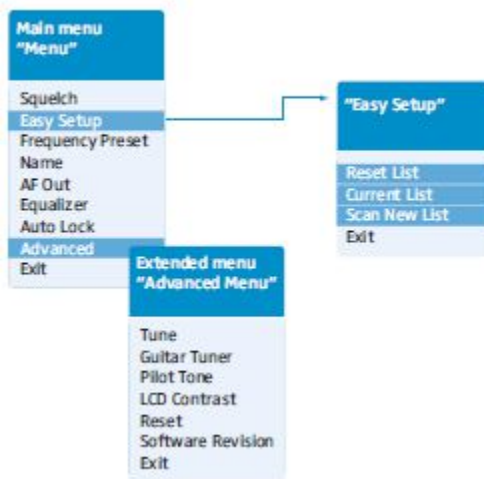 Main menu
"Menu"
Squelch
Easy Setup
Frequency Preset
Name
AF Out
Equalizer
Auto Lock
Advanced
Exit
"Easy Setup"
Reset List
Current List
Scan New List
Exit
Extended menu
"Advanced Menu"
Tune
Guitar Tuner
Pilot Tone
LCD Contrast
Reset
Software Revision
Exit